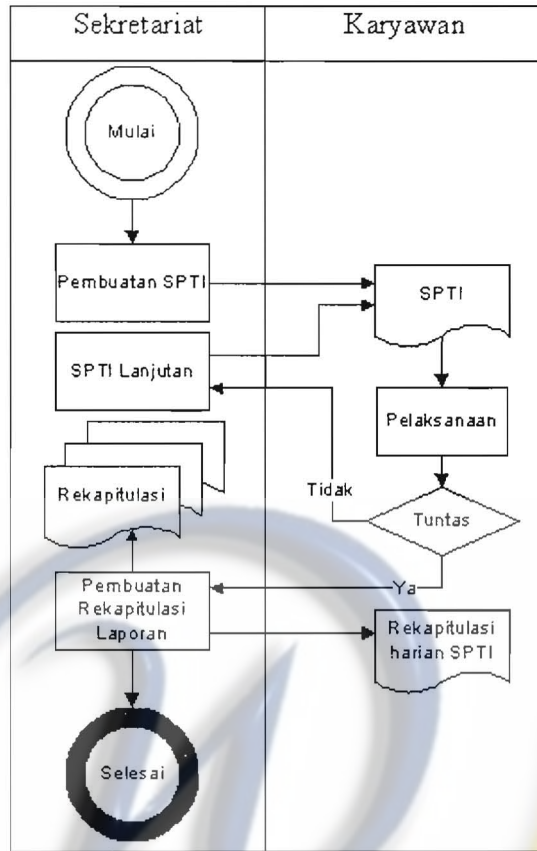 Sekretariat
Karyawan
Mulai
Pembuatan SPTI
SPTI
SPTI Lanjutan
Pelaksanaan
Rekapitulasi
Tidak
Tuntas
Ya
Pembuatan
Rekapitulasi
Laporan
Rekapitulasi
harian SPTI
Selesai